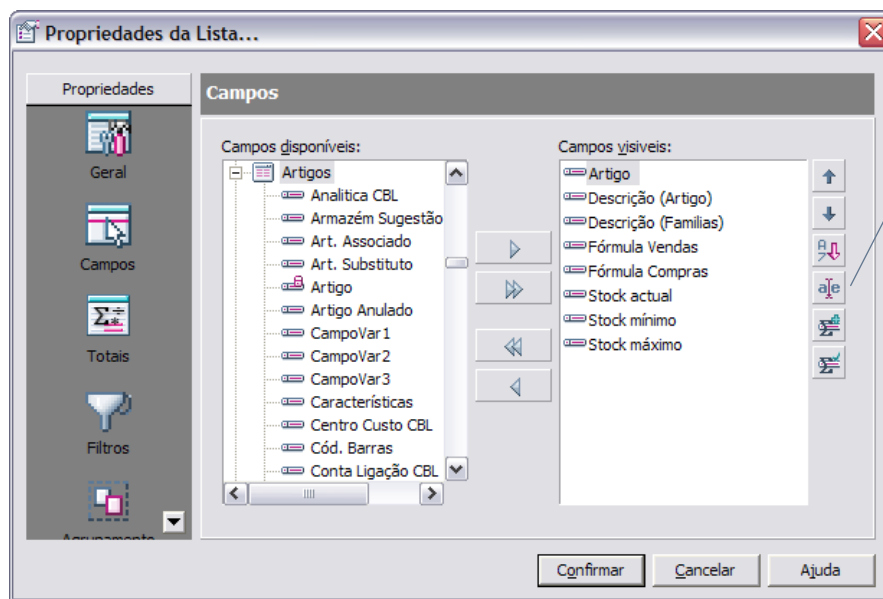 Propriedades da Lista...
Propriedades
Geral
Campos
Totais
Filtros
Agrupamento
Campos
Campos disponíveis:
Artigos
Analitica CBL
Armazém Sugestão
Art. Associado
Art. Substituto
Artigo
Artigo Anulado
CampoVar1
CampoVar2
CampoVar3
Características
Centro Custo CBL
Cód. Barras
Conta Ligação CBL
Campos visiveis:
Artigo
Descrição (Artigo)
Descrição (Familias)
Fórmula Vendas
Fórmula Compras
Stock actual
Stock mínimo
Stock máximo
Confirmar
Cancelar
Ajuda